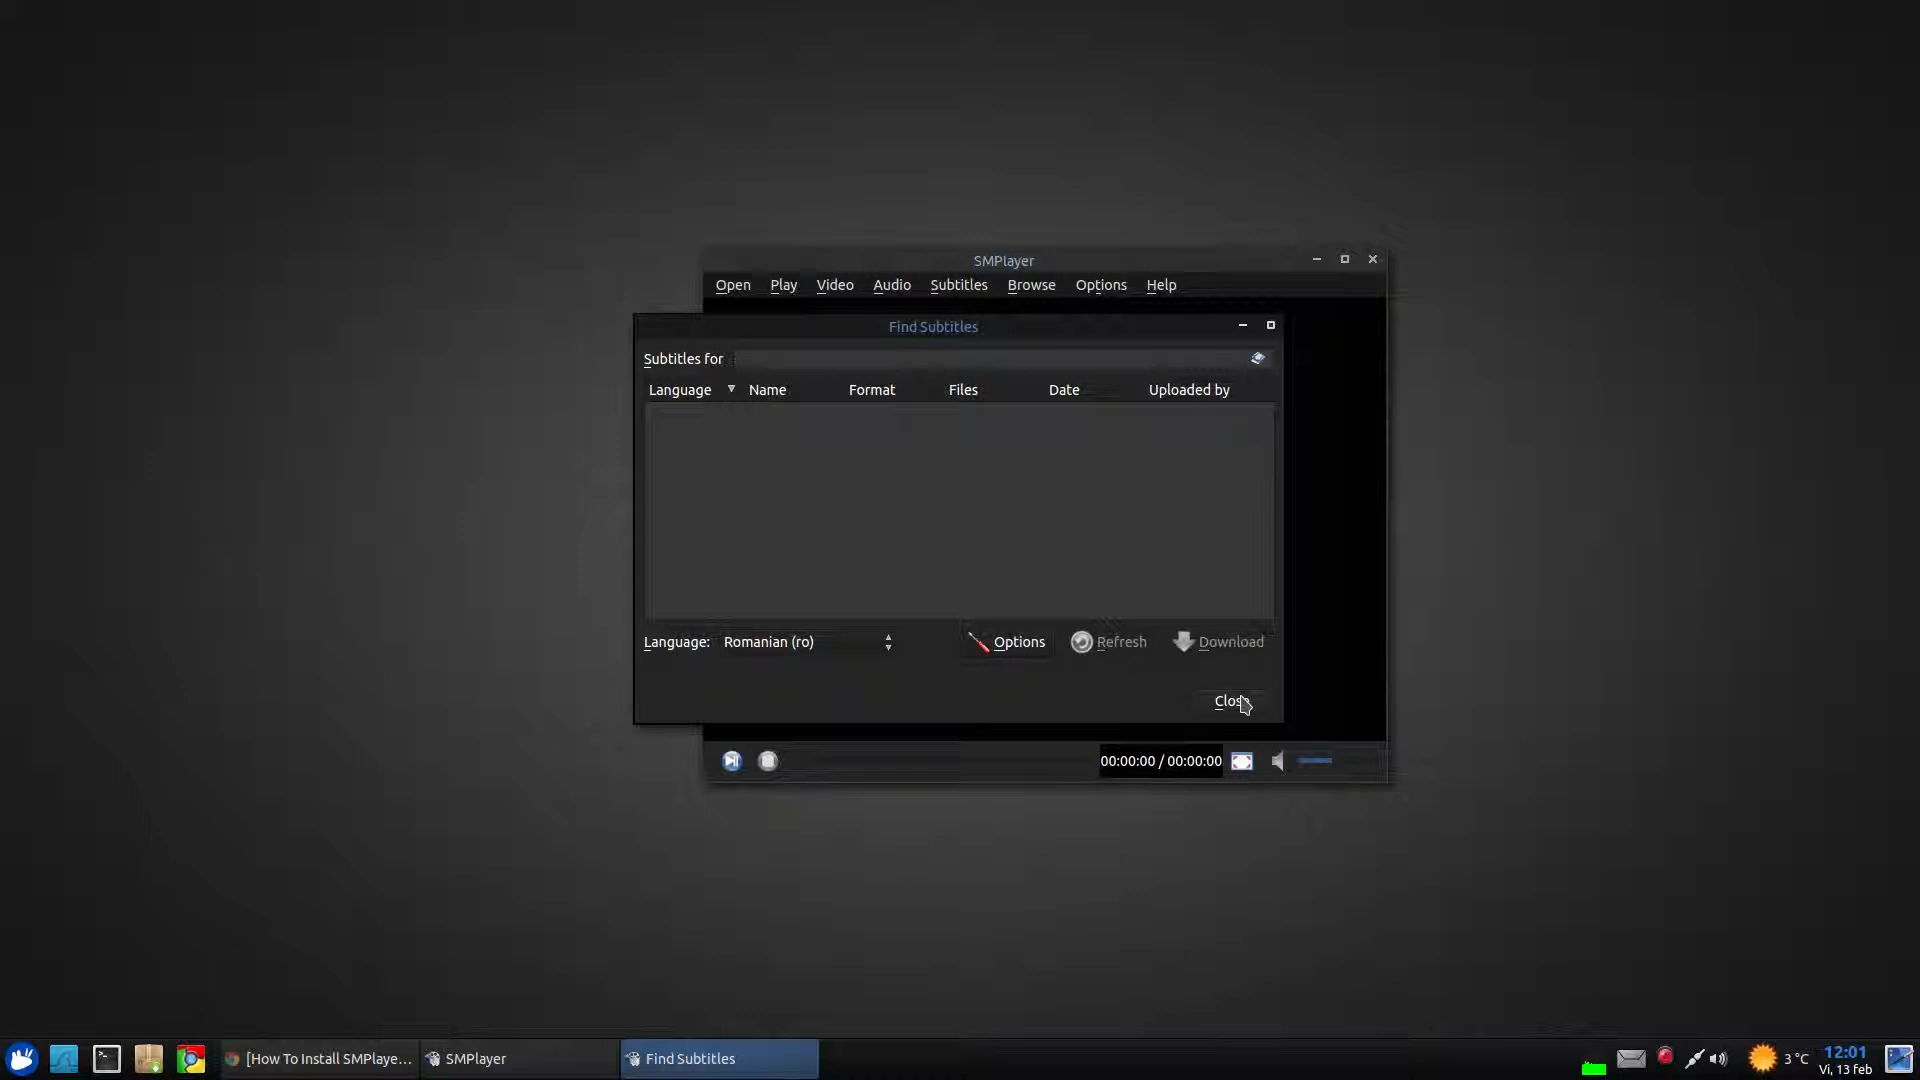 SMPlayer
Open Play Video Audio Subtitles Browse Options Help
Find Subtitles
Subtitles for
Language Name Format Files Date Uploaded by
Language: Romanian (ro) Options Refresh Download
Close
00:00:00 / 00:00:00
[How To Install SMPlaye... SMPlayer Find Subtitles 3 °C 12:01
Vi, 13 feb